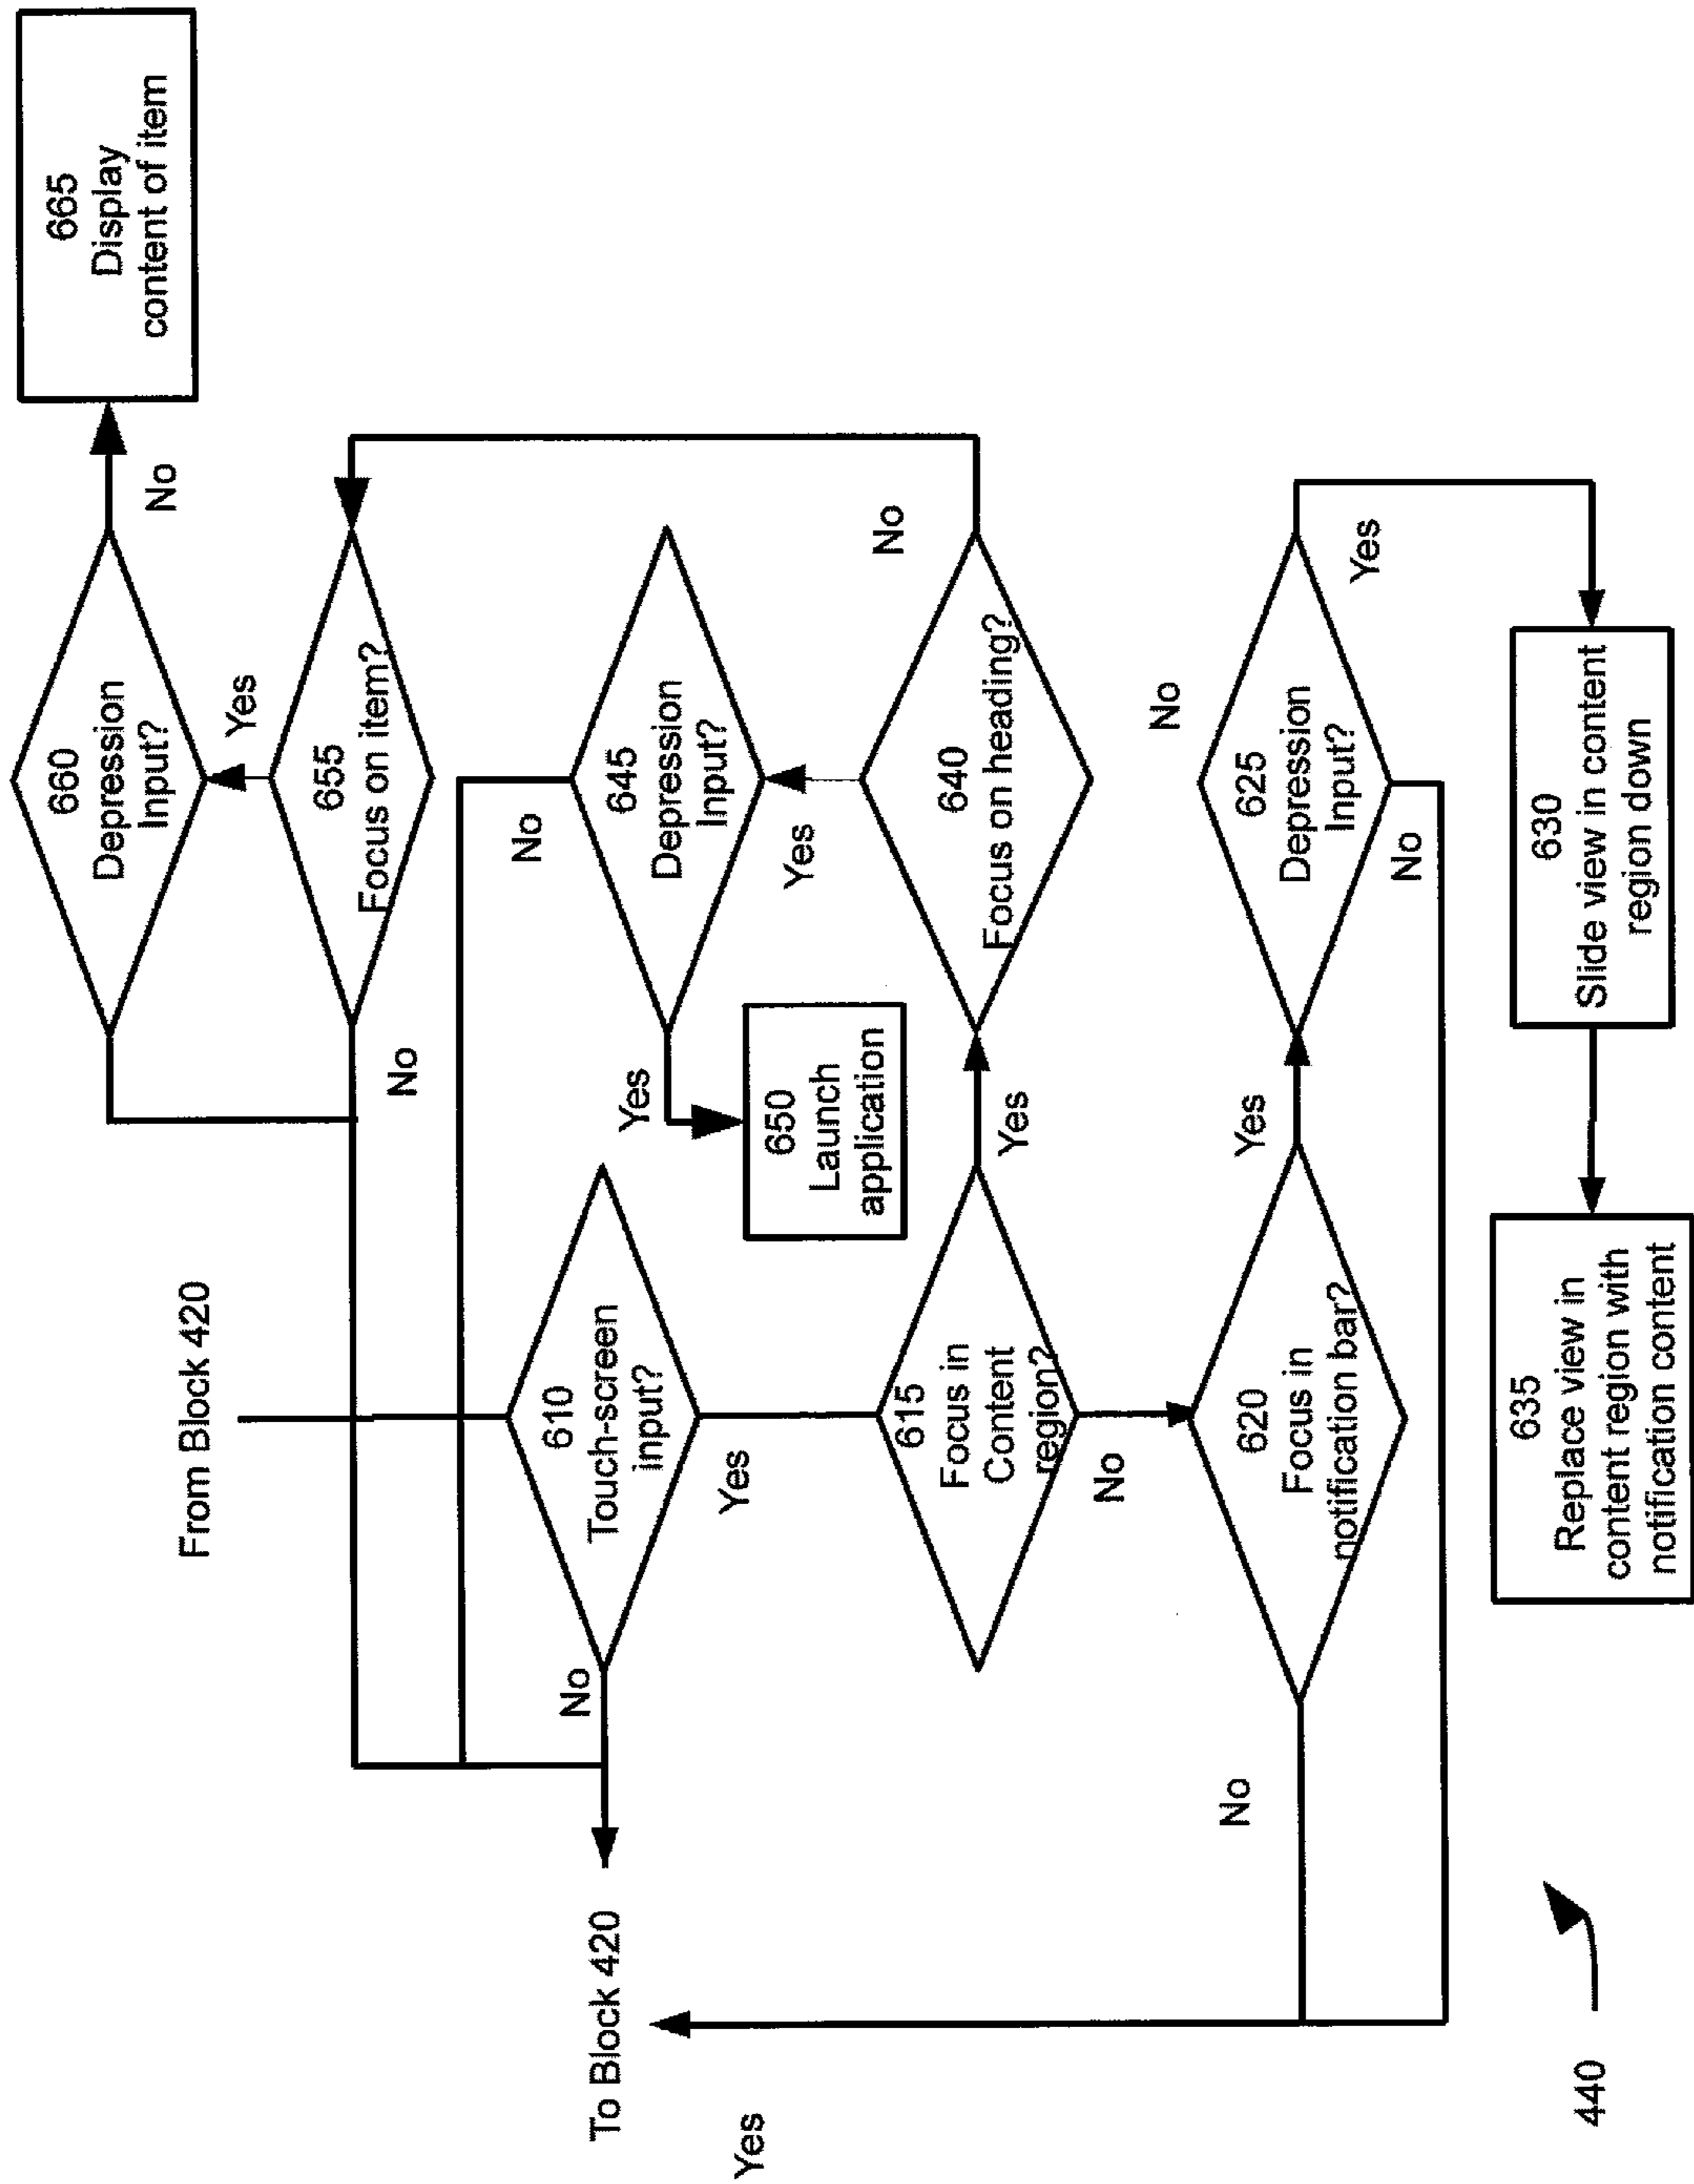 From Block 420
610
Touch-screen
input?
No
To Block 420
Yes
Yes
615
Focus in
Content
region?
Yes
No
620
Focus in
notification bar?
No
Yes
625
Depression
Input?
No
No
Yes
630
Slide view in content
region down
635
Replace view in
content region with
notification content
640
Focus on heading?
Yes
No
645
Depression
Input?
No
Yes
650
Launch
application
655
Focus on item?
No
Yes
660
Depression
Input?
No
665
Display
content of item
440